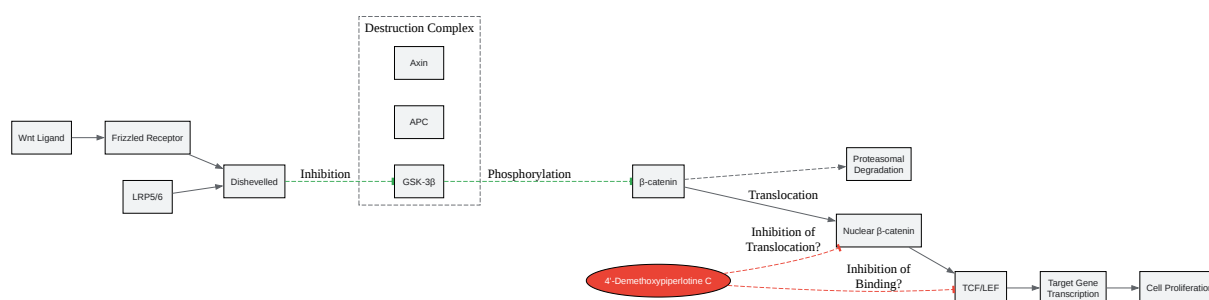 Destruction Complex
Axin
APC
Wnt Ligand
Frizzled Receptor
LRP5/6
Dishevelled
Inhibition
GSK-3β
Phosphorylation
β-catenin
Proteasomal
Degradation
Translocation
Nuclear β-catenin
Inhibition of
Translocation?
4'-Demethoxypiperlotine C
Inhibition of
Binding?
TCF/LEF
Target Gene
Transcription
Cell Proliferation